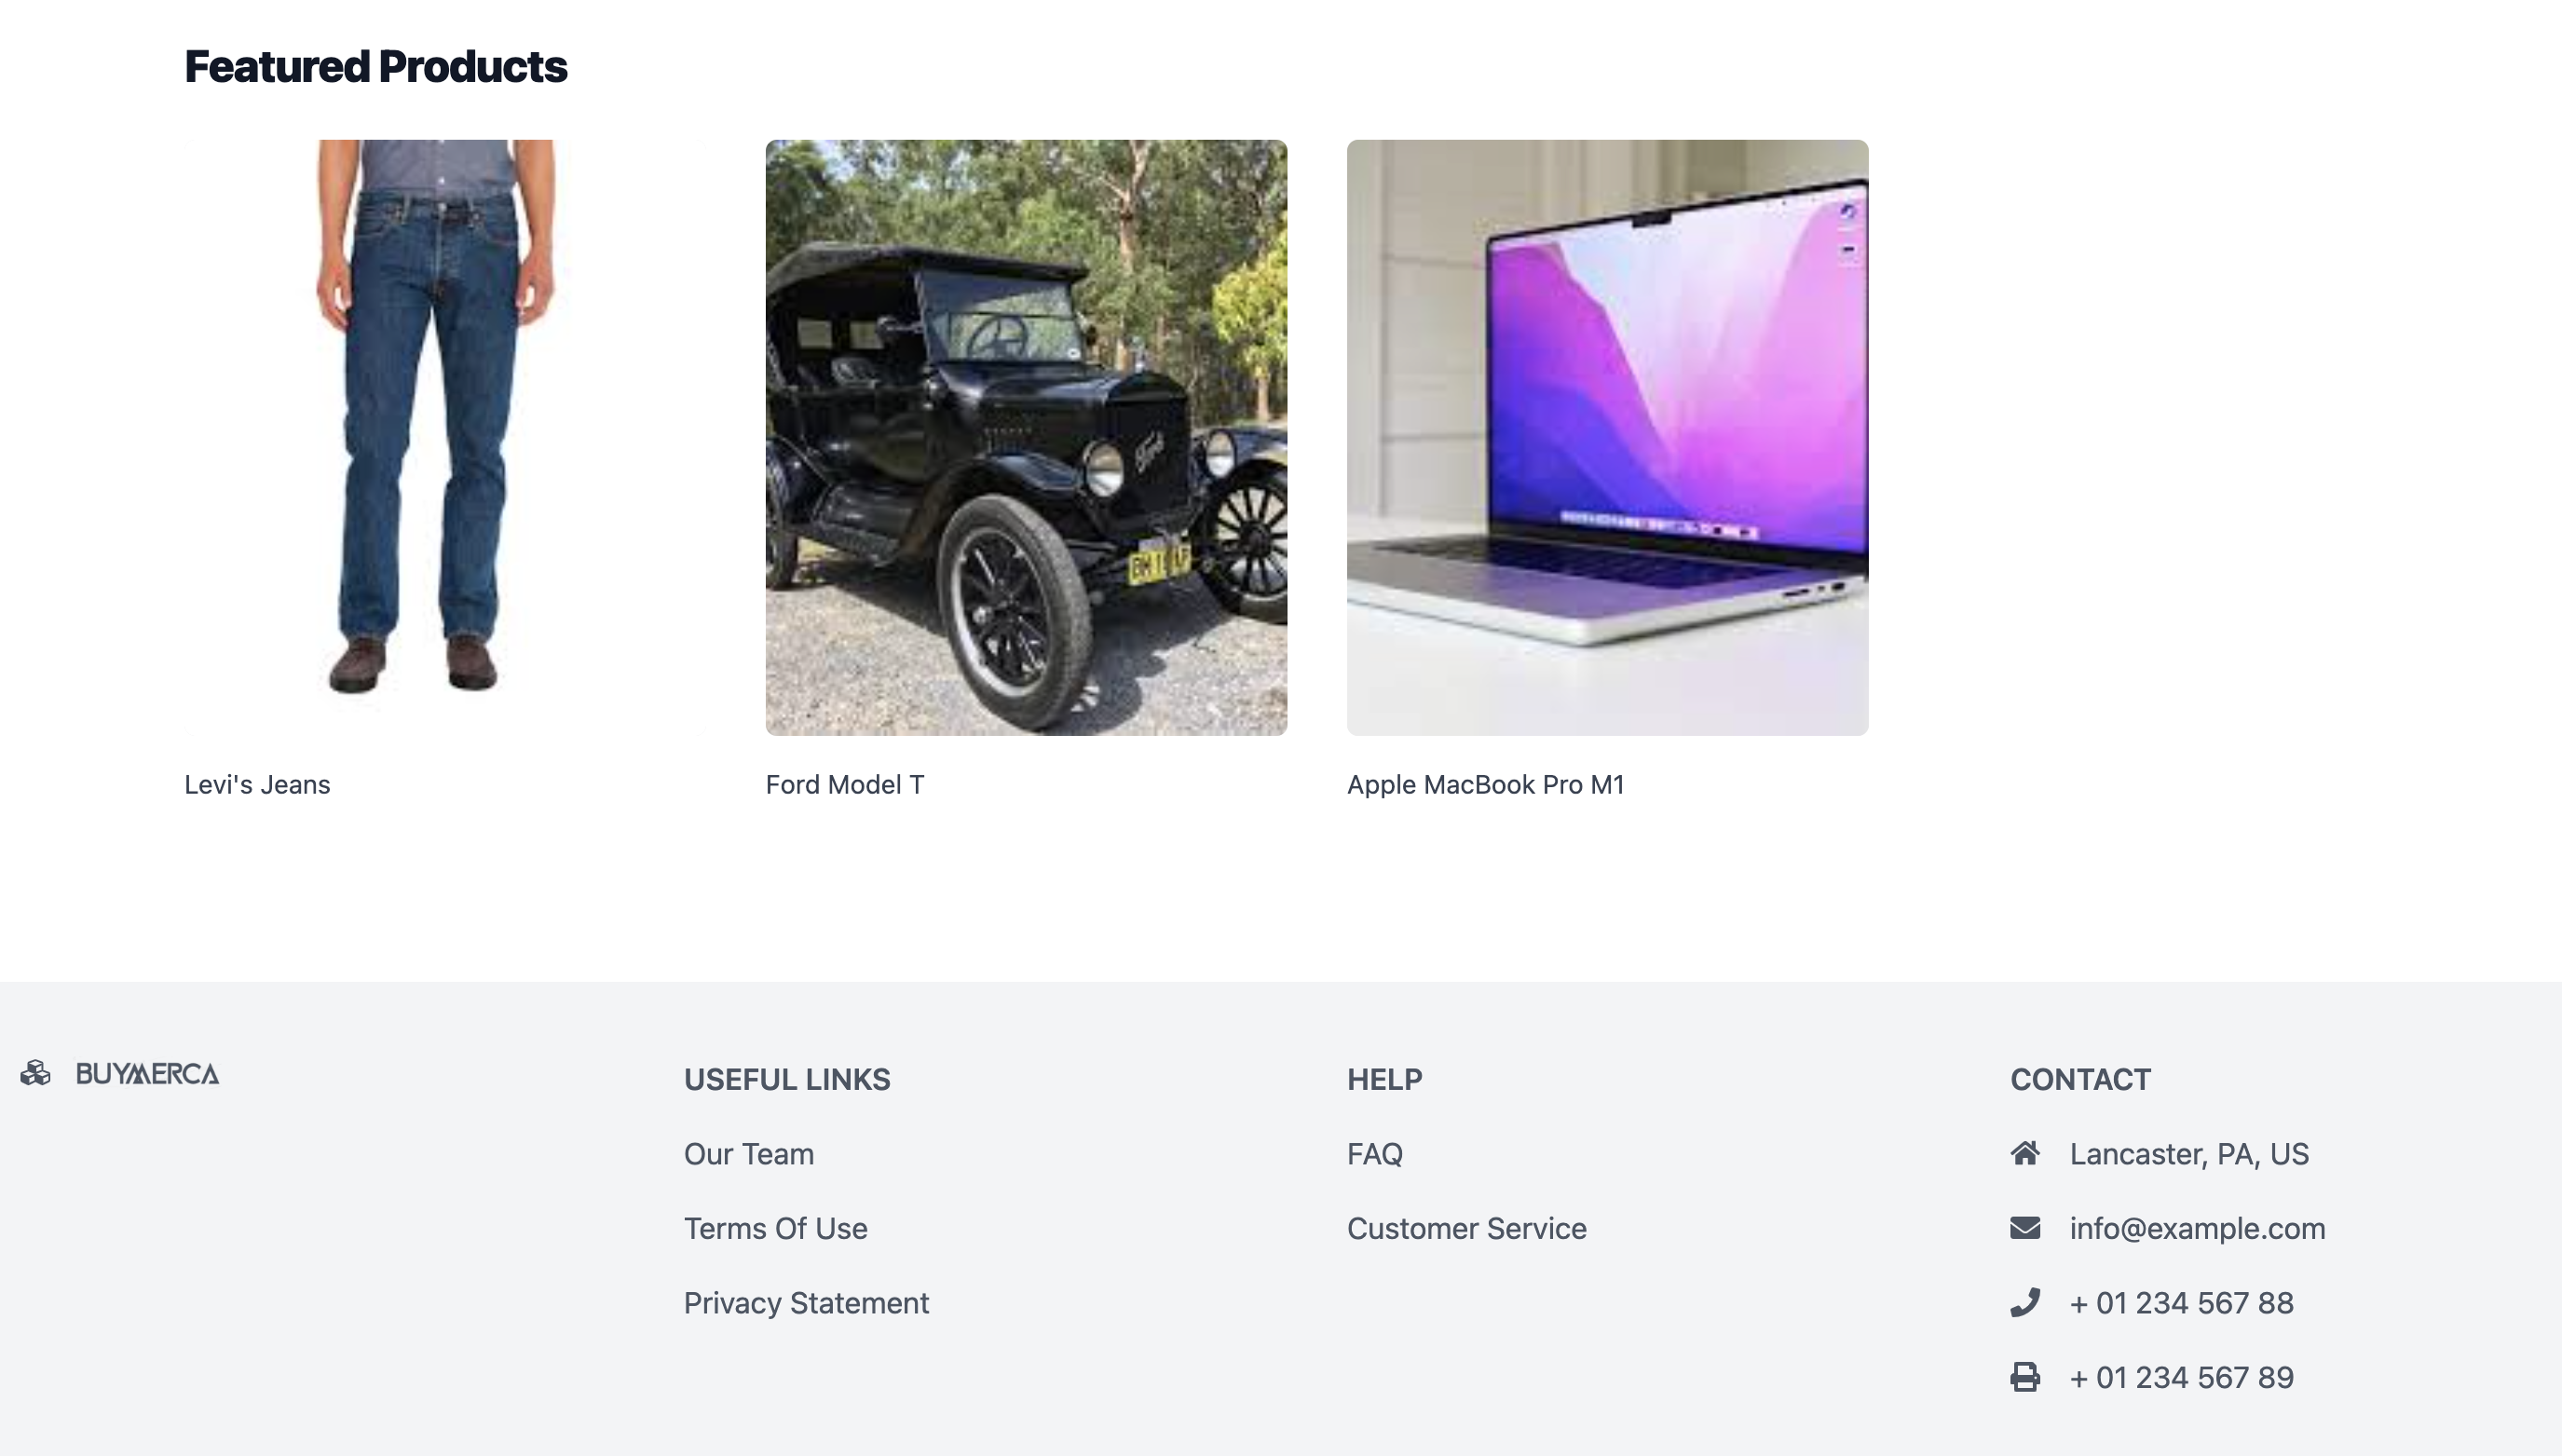 Featured Products
Ford
Levi's Jeans
Ford Model T
Apple MacBook Pro M1
BUYMERCA
USEFUL LINKS
Our Team
Terms Of Use
Privacy Statement
HELP
FAQ
Customer Service
CONTACT
Lancaster, PA, US
info@example.com
+ 01 234 567 88
+ 01 234 567 89